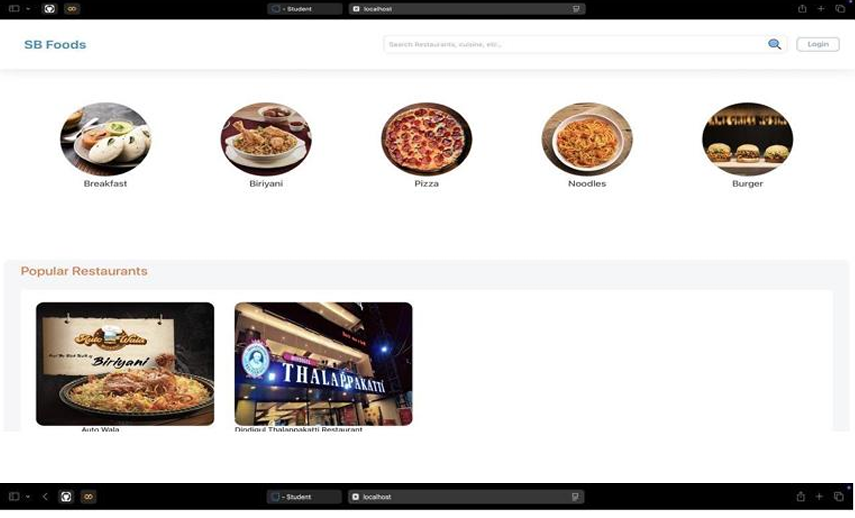 - Student
localhost
SB Foods
Search Restaurants, cuisine, etc.,
Login
Breakfast
Biriyani
Pizza
Noodles
Burger
Popular Restaurants
Auto Wala
Biriyani
THALAPPAKATTI
Auto Wala
Dindigul Thalappakatti Restaurant
- Student
localhost